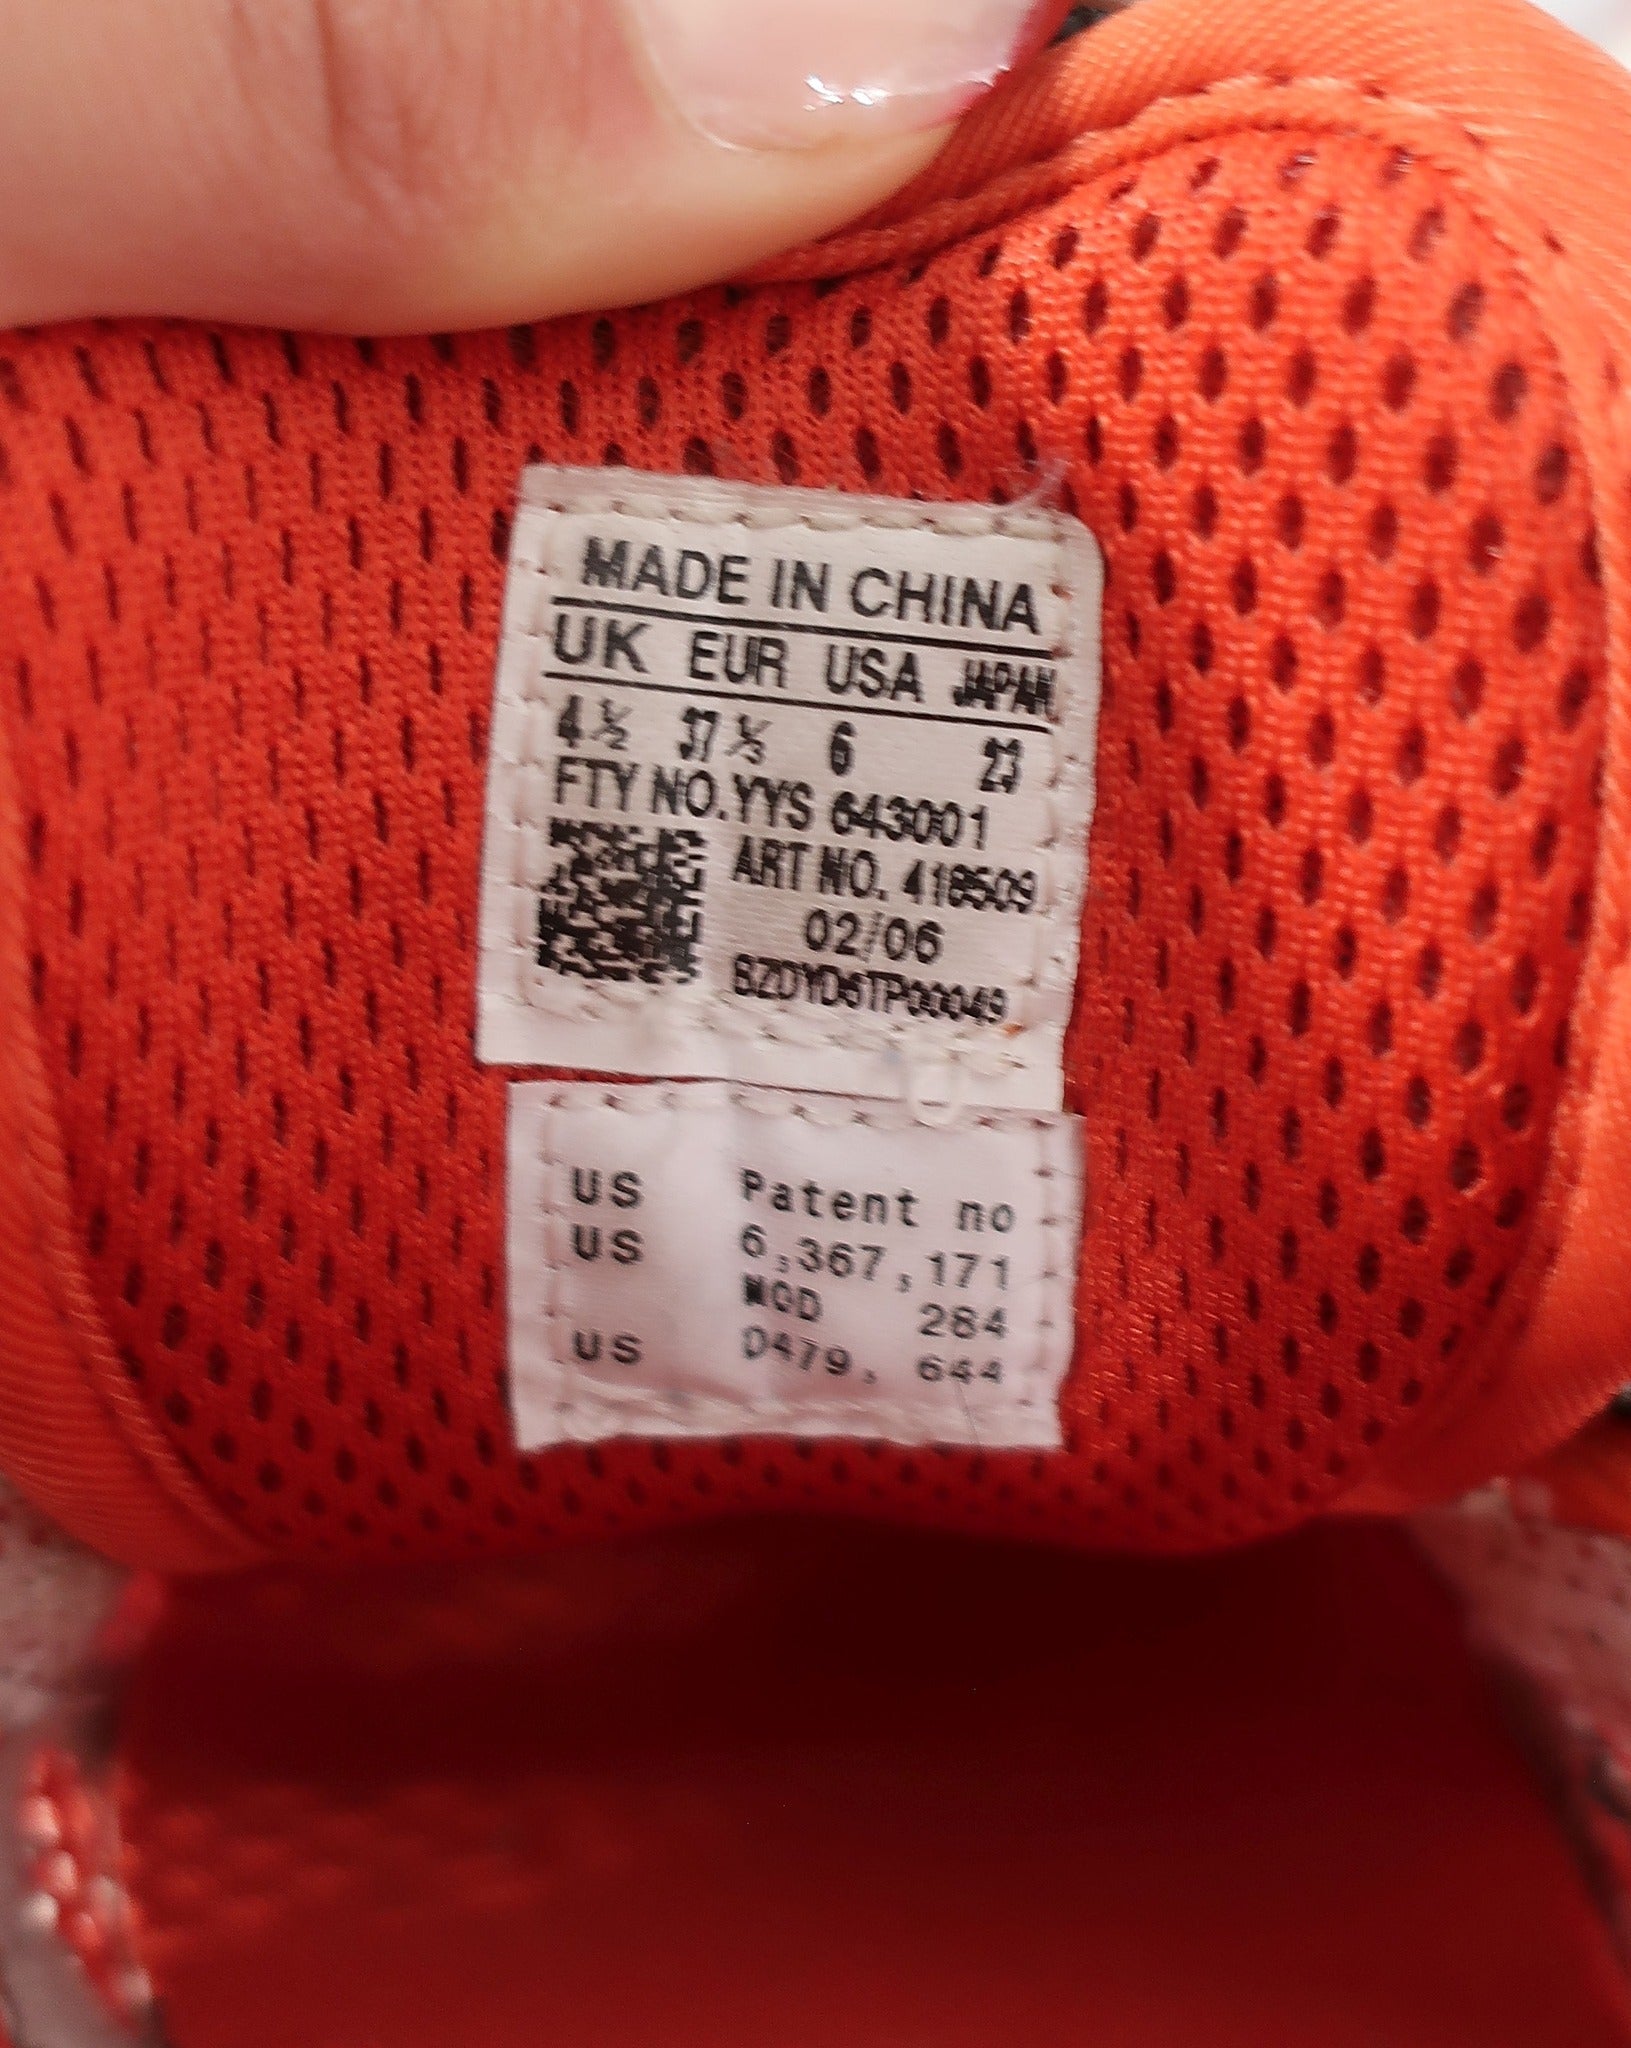 MADE IN CHINA
UK EUR USA JAPAN
4½ 37⅓ 6 23
FTY NO. YYS 643001
ART NO. 418509
02/06
BZDYD6TP00049
US Patent no
US 6,367,171
MOD 284
US D479, 644